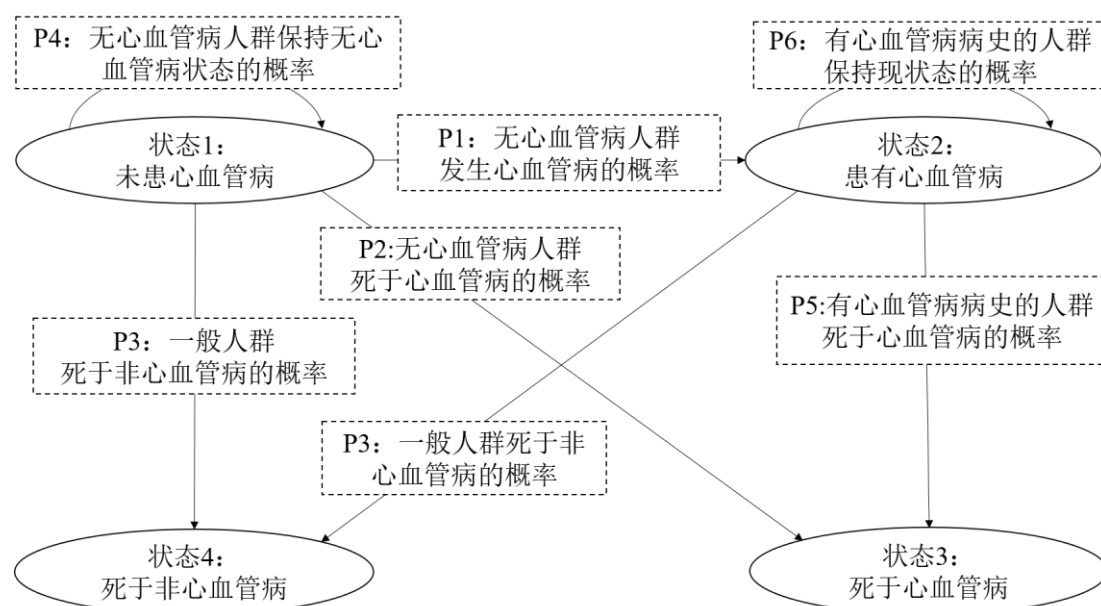 P4：无心血管病人群保持无心
血管病状态的概率
P6：有心血管病病史的人群
保持现状态的概率
状态1：
未患心血管病
P1：无心血管病人群
发生心血管病的概率
状态2：
患有心血管病
P2:无心血管病人群
死于心血管病的概率
P5:有心血管病病史的人群
死于心血管病的概率
P3：一般人群
死于非心血管病的概率
P3：一般人群死于非
心血管病的概率
状态4：
死于非心血管病
状态3：
死于心血管病